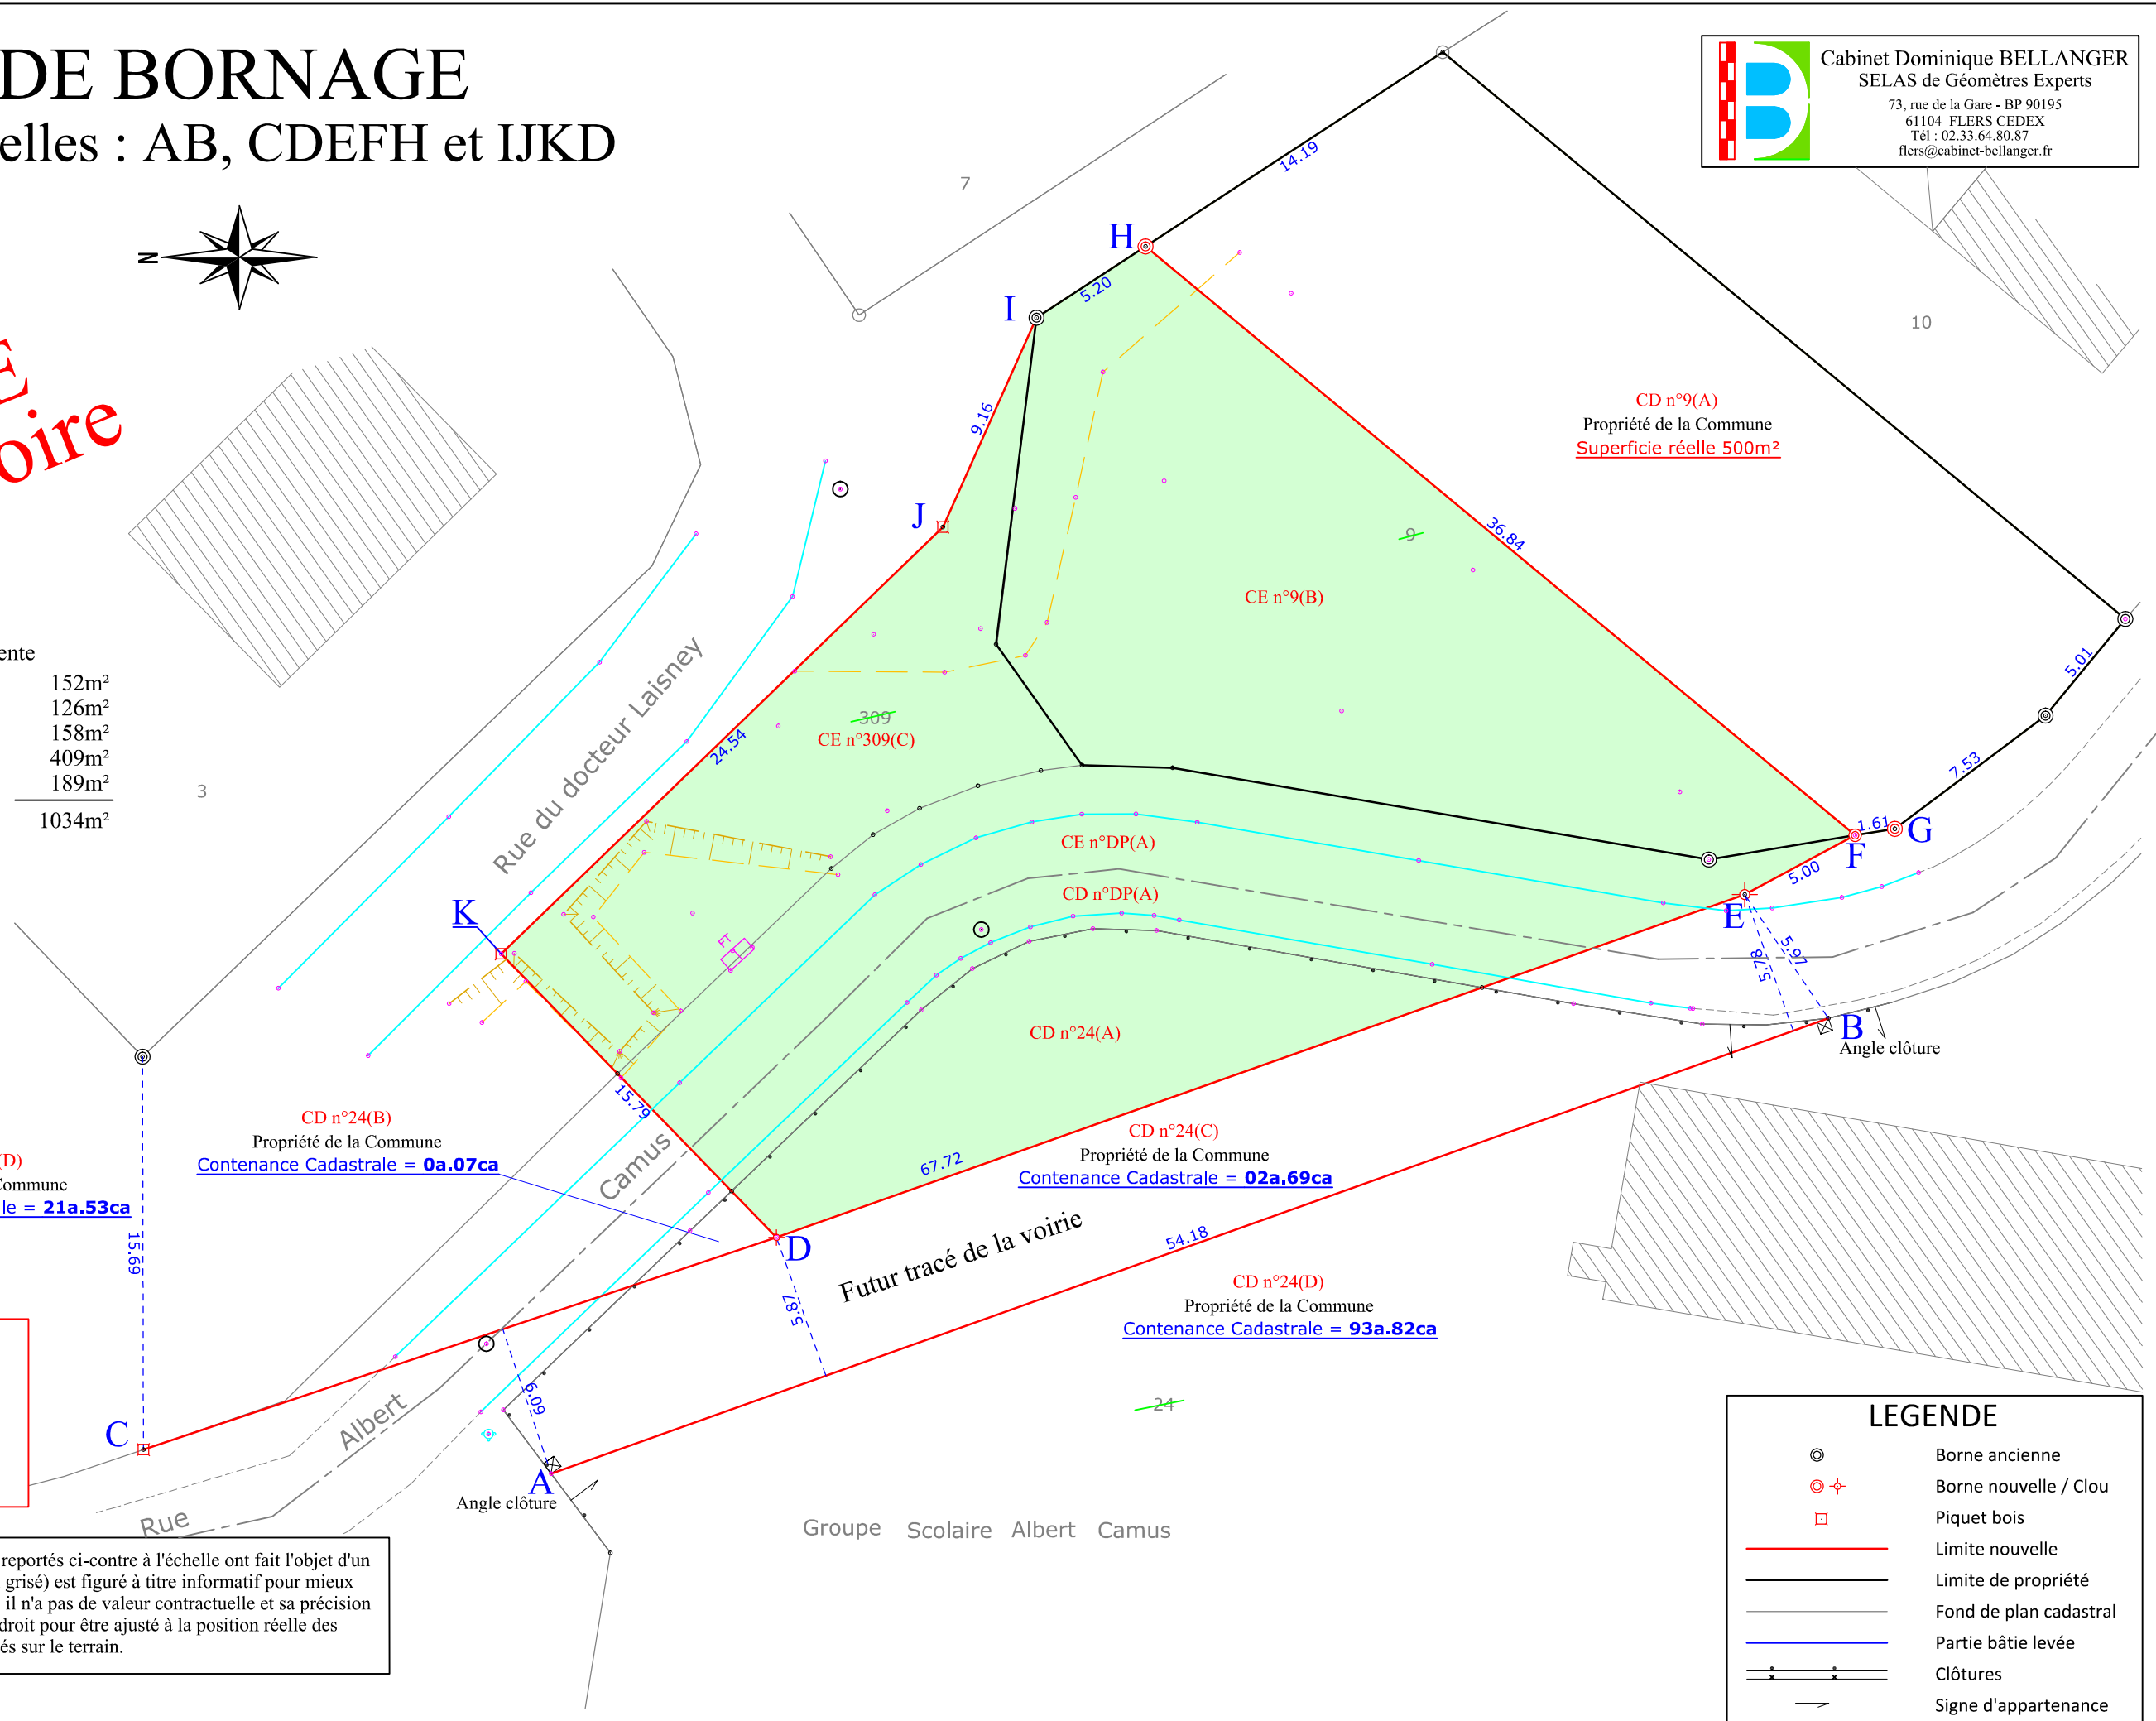 DE BORNAGE
elles : AB, CDEFH et IJKD
Cabinet Dominique BELLANGER
SELAS de Géomètres Experts
73, rue de la Gare - BP 90195
61104 FLERS CEDEX
Tél : 02.33.64.80.87
flers@cabinet-bellanger.fr
N
E
oire
7
14.19
H
5.20
I
10
9.16
CD n°9(A)
Propriété de la Commune
Superficie réelle 500m²
J
36.84
9
CE n°9(B)
ente
152m²
126m²
158m²
409m²
189m²
1034m²
3
Rue du docteur Laisney
309
CE n°309(C)
24.54
5.01
7.53
1.61
G
F
5.00
CE n°DP(A)
CD n°DP(A)
K
E
FT
5.97
5.78
CD n°24(A)
B
Angle clôture
15.79
CD n°24(B)
Propriété de la Commune
Contenance Cadastrale = 0a.07ca
(D)
Commune
le = 21a.53ca
15.69
Camus
CD n°24(C)
Propriété de la Commune
Contenance Cadastrale = 02a.69ca
67.72
D
Futur tracé de la voirie
54.18
5.87
CD n°24(D)
Propriété de la Commune
Contenance Cadastrale = 93a.82ca
24
6.09
Albert
C
A
Angle clôture
Rue
Groupe Scolaire Albert Camus
reportés ci-contre à l'échelle ont fait l'objet d'un
grisé) est figuré à titre informatif pour mieux
il n'a pas de valeur contractuelle et sa précision
droit pour être ajusté à la position réelle des
és sur le terrain.
LEGENDE
Borne ancienne
Borne nouvelle / Clou
Piquet bois
Limite nouvelle
Limite de propriété
Fond de plan cadastral
Partie bâtie levée
Clôtures
Signe d'appartenance